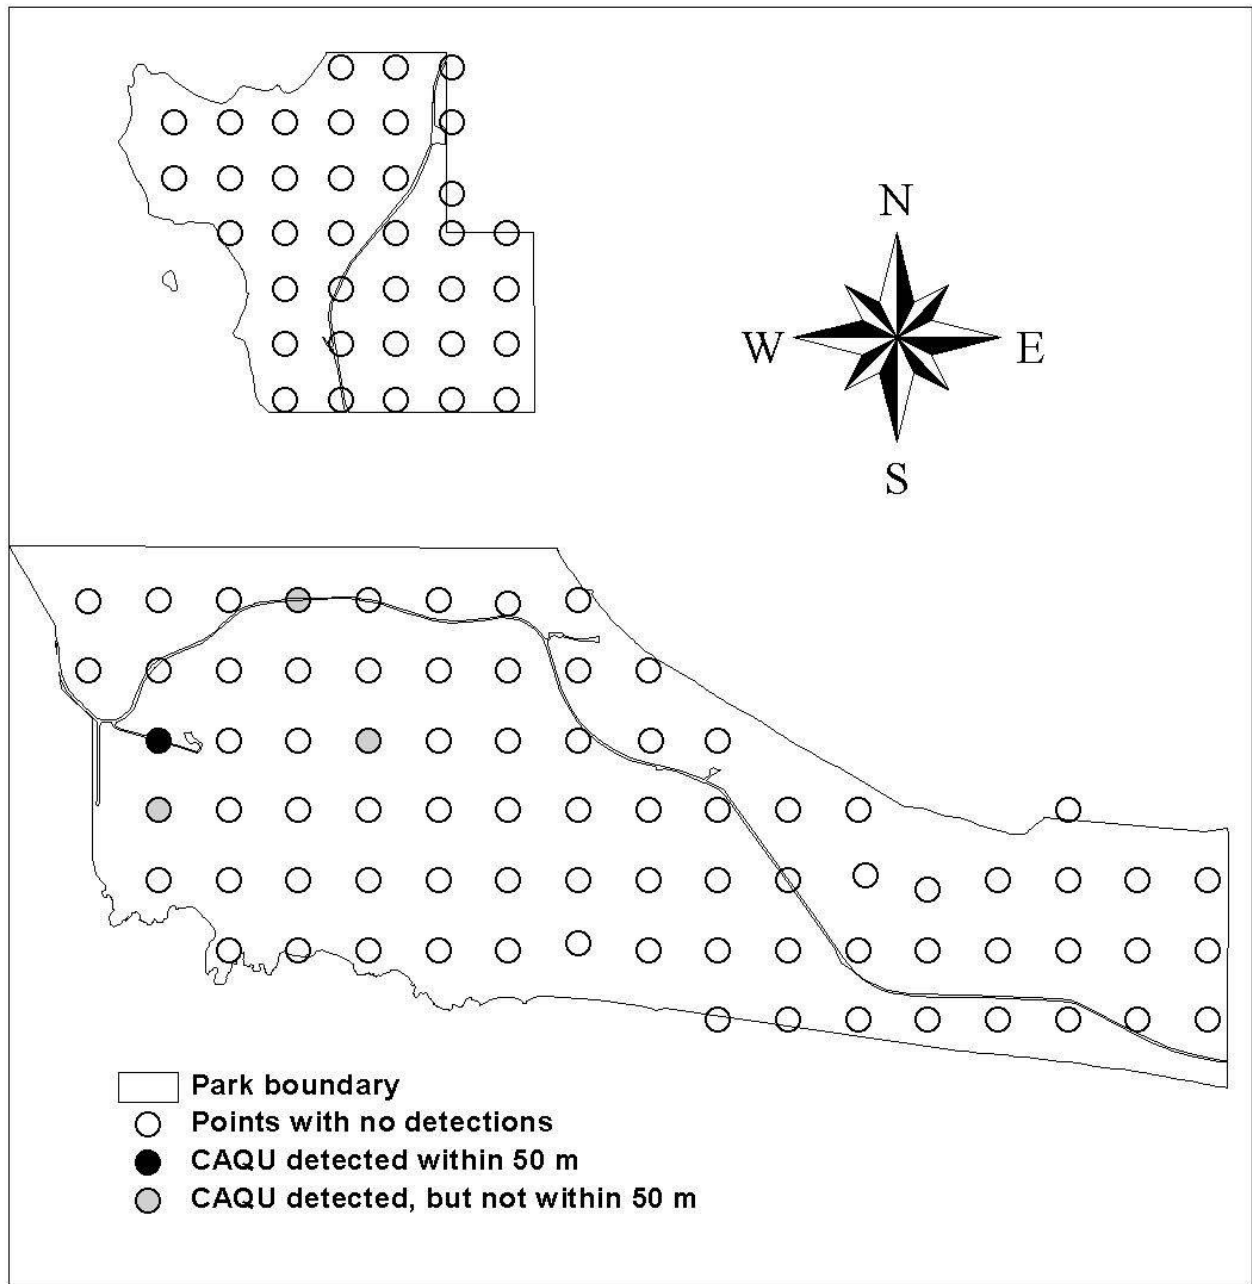 N
W
E
S
Park boundary
Points with no detections
CAQU detected within 50 m
CAQU detected, but not within 50 m